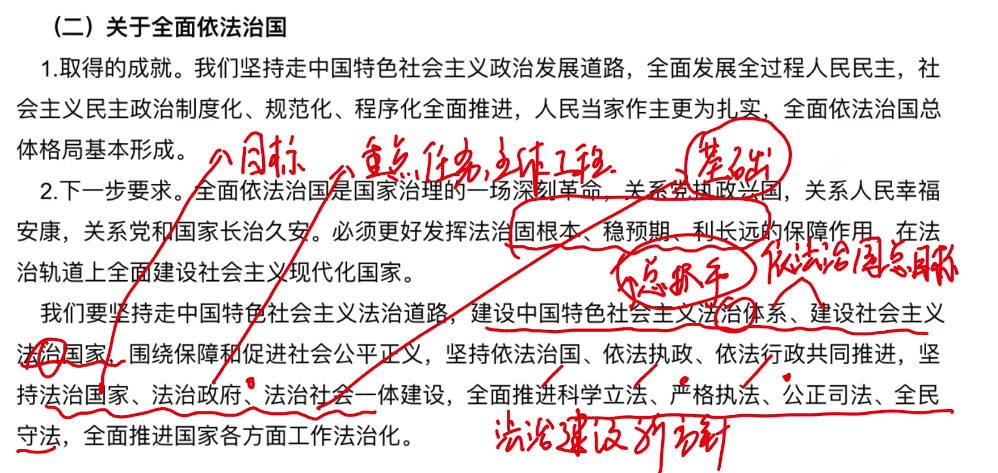 （二）关于全面依法治国
1.取得的成就。我们坚持走中国特色社会主义政治发展道路，全面发展全过程人民民主，社
会主义民主政治制度化、规范化、程序化全面推进，人民当家作主更为扎实，全面依法治国总
体格局基本形成。
目标
重点任务,主体工程
基础
2.下一步要求。全面依法治国是国家治理的一场深刻革命，关系党执政兴国，关系人民幸福
安康，关系党和国家长治久安。必须更好发挥法治固根本、稳预期、利长远的保障作用，在法
治轨道上全面建设社会主义现代化国家。
总抓手
依法治国总目标
我们要坚持走中国特色社会主义法治道路，建设中国特色社会主义法治体系、建设社会主义
法治国家，围绕保障和促进社会公平正义，坚持依法治国、依法执政、依法行政共同推进，坚
持法治国家、法治政府、法治社会一体建设，全面推进科学立法、严格执法、公正司法、全民
守法，全面推进国家各方面工作法治化。
法治建设新方针